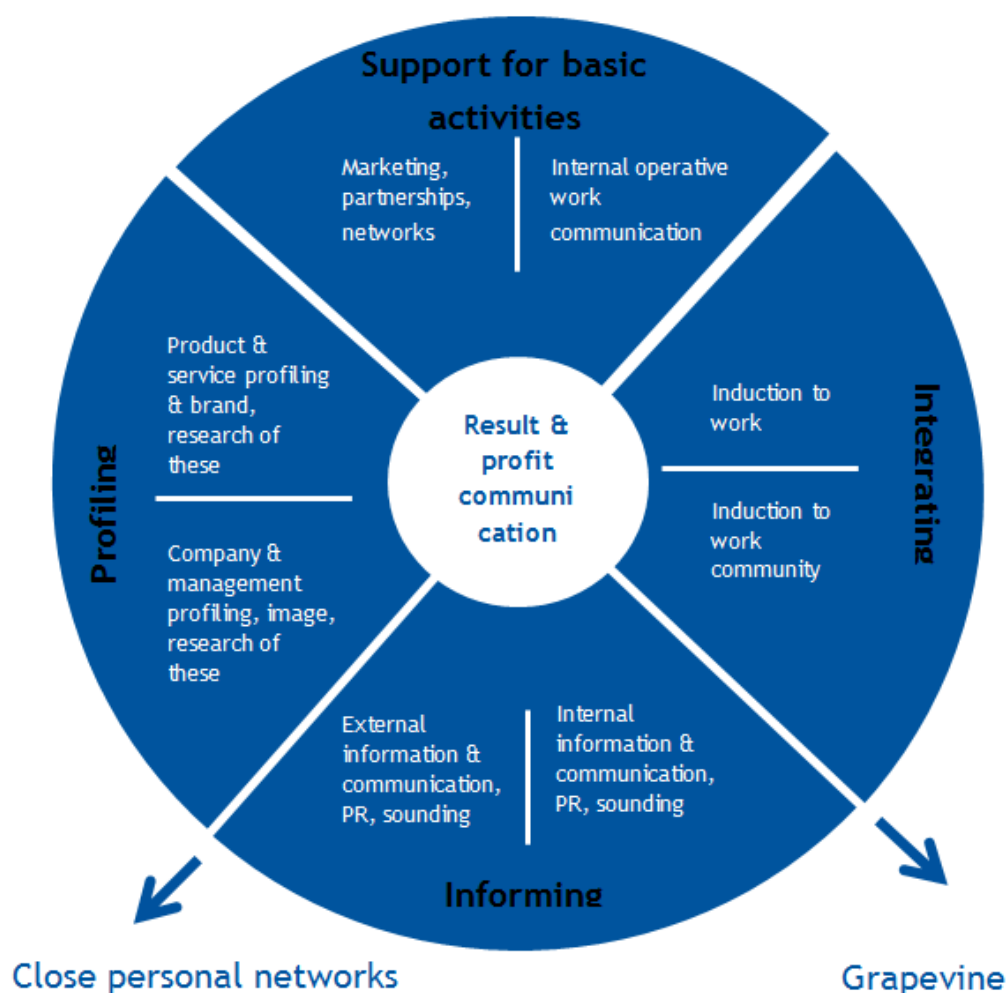 Support for basic
activities
Marketing,
partnerships,
networks
Internal operative
work
communication
Product &
service profiling
& brand,
research of
these
Profiling
Company &
management
profiling, image,
research of
these
Result &
profit
communi
cation
Induction to
work
Integrating
Induction to
work
community
External
information &
communication,
PR, sounding
Internal
information &
communication,
PR, sounding
Informing
Close personal networks
Grapevine